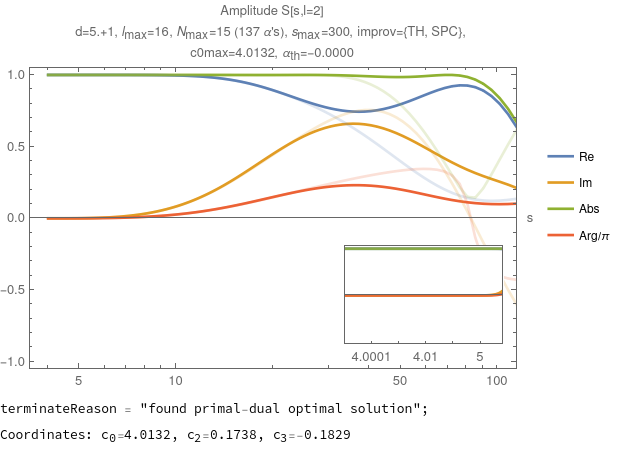 Amplitude S[s,l=2]
d=5.+1, lmax=16, Nmax=15 (137 α's), smax=300, improv={TH, SPC},
c0max=4.0132, αth=-0.0000
1.0
0.5
0.0
-0.5
-1.0
s
Re
Im
Abs
Arg/π
4.0001 4.01 5
5 10 50 100
terminateReason = "found primal-dual optimal solution";
Coordinates: c0=4.0132, c2=0.1738, c3=-0.1829